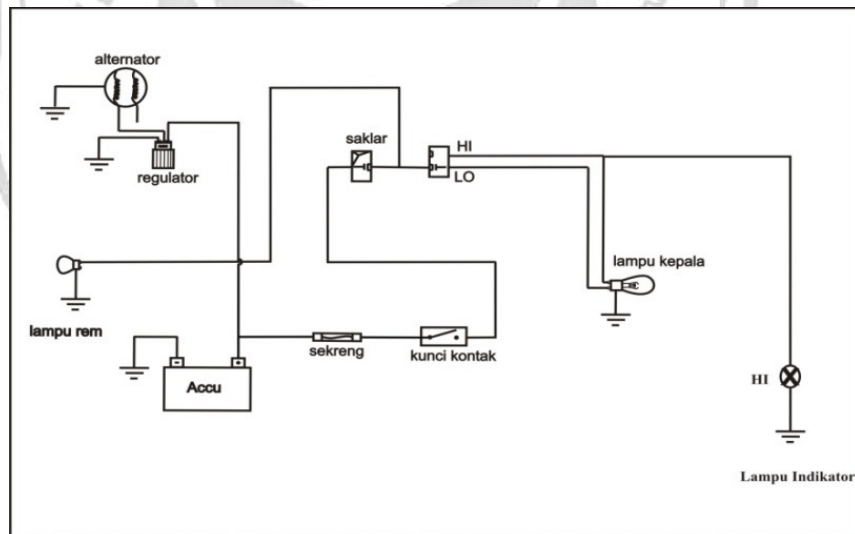 alternator
saklar
HI
regulator
LO
lampu kepala
lampu rem
sekreng
kunci kontak
- +
Accu
HI
Lampu Indikator